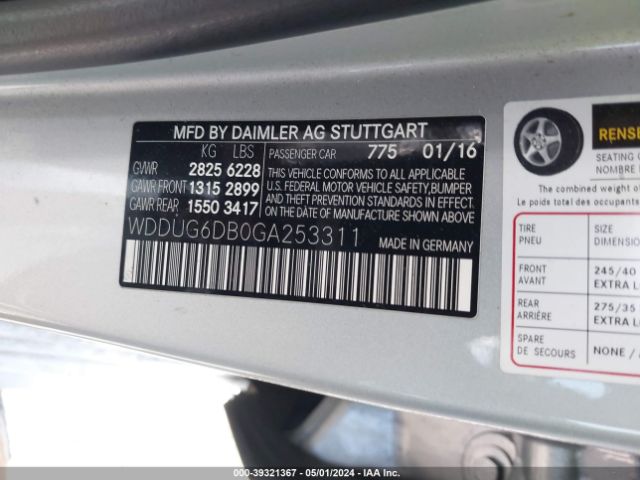 MFD BY DAIMLER AG STUTTGART
KG LBS
GVWR 2825 6228
GAWR FRONT 1315 2899
GAWR REAR 1550 3417
PASSENGER CAR 775 01/16
THIS VEHICLE CONFORMS TO ALL APPLICABLE
U.S. FEDERAL MOTOR VEHICLE SAFETY, BUMPER
AND THEFT PREVENTION STANDARDS IN EFFECT
ON THE DATE OF MANUFACTURE SHOWN ABOVE.
WDDUG6DB0GA253311
MADE IN GERMANY
SEATING
NOMBRE
The combined weight of
Le poids total des occupants
TIRE SIZE
PNEU DIMENSION
FRONT 245/40
AVANT EXTRA
REAR 275/35
ARRIÈRE EXTRA
SPARE NONE /
DE SECOURS
000-39321367 - 05/01/2024 - IAA Inc.